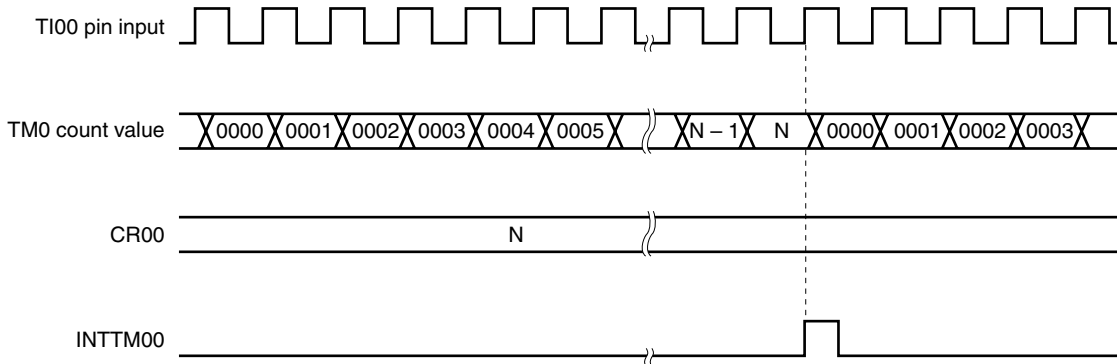 TI00 pin input
TM0 count value 0000 0001 0002 0003 0004 0005 N – 1 N 0000 0001 0002 0003
CR00 N
INTTM00